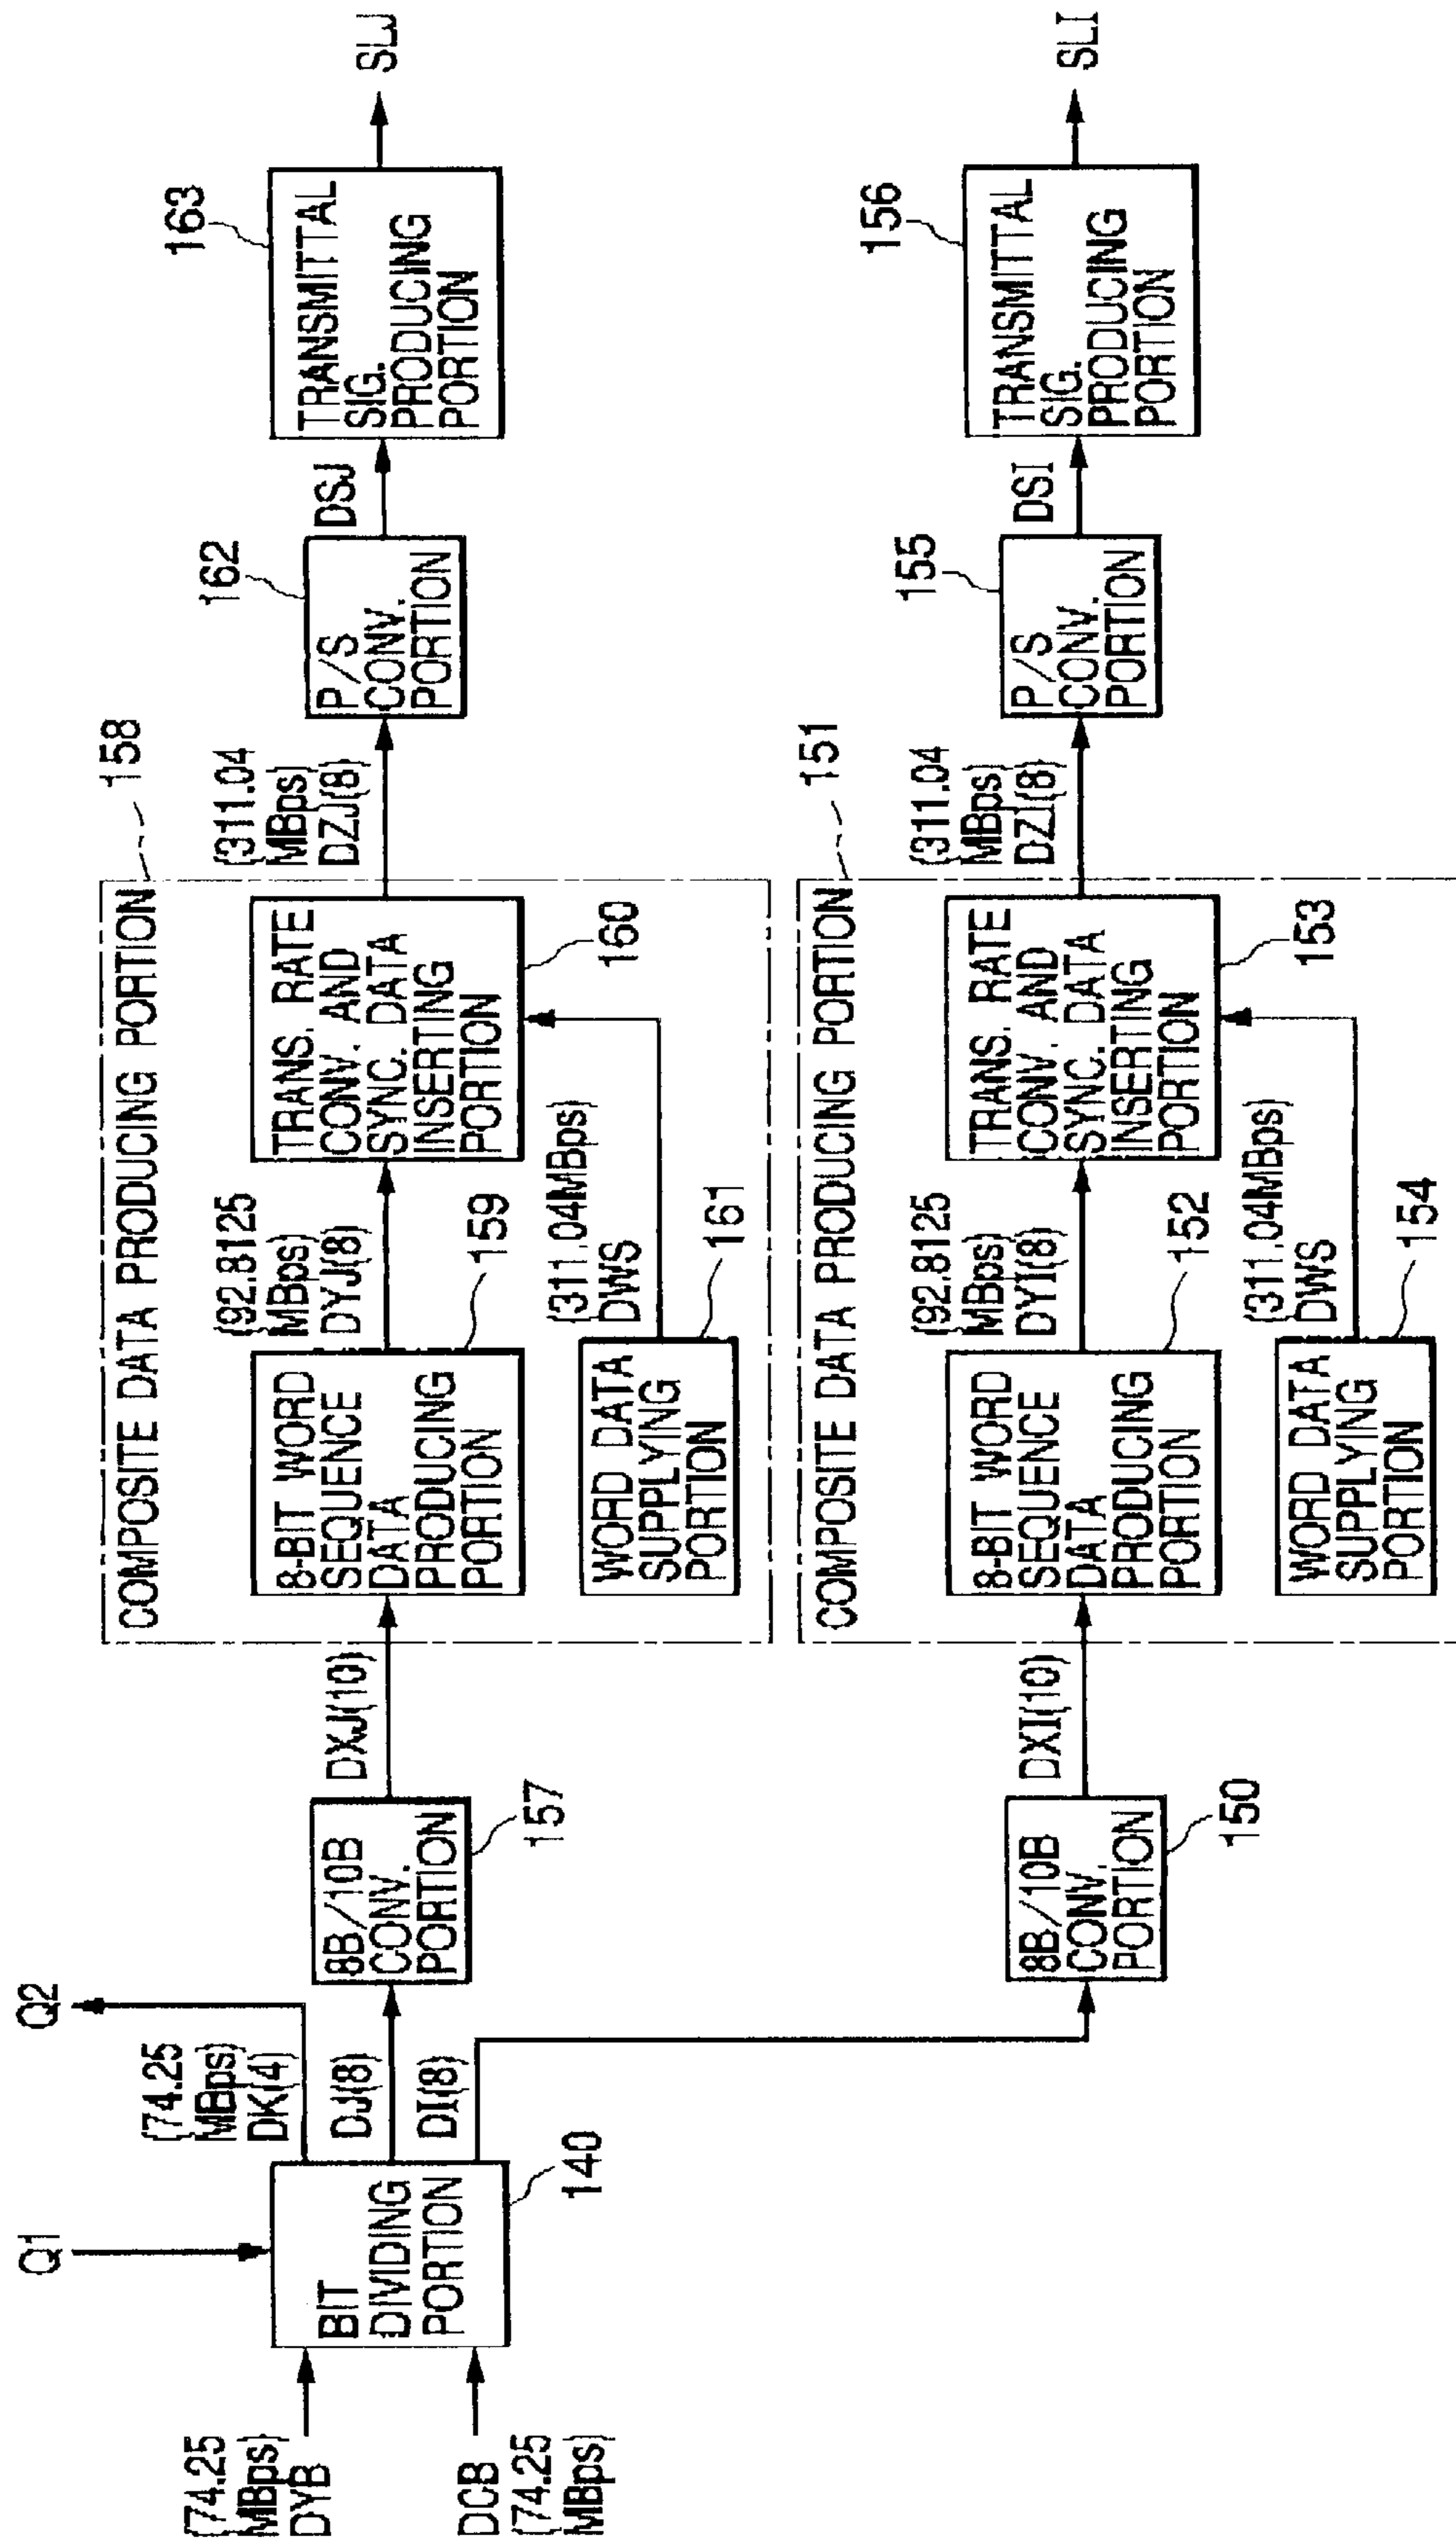 Q1
Q2
(74.25
MBps)
DYB
DCB
(74.25
MBps)
BIT
DIVIDING
PORTION
140
(74.25
MBps)
DK(4)
DJ(8)
DI(8)
8B/10B
CONV.
PORTION
157
DXJ(10)
COMPOSITE DATA PRODUCING PORTION
158
8-BIT WORD
SEQUENCE
DATA
PRODUCING
PORTION
159
(92.8125
MBps)
DYJ(8)
WORD DATA
SUPPLYING
PORTION
161
(311.04MBps)
DWS
TRANS. RATE
CONV. AND
SYNC. DATA
INSERTING
PORTION
160
(311.04
MBps)
DZJ(8)
P/S
CONV.
PORTION
162
DSJ
TRANSMITTAL
SIG.
PRODUCING
PORTION
163
SLJ
8B/10B
CONV.
PORTION
150
DXI(10)
COMPOSITE DATA PRODUCING PORTION
151
8-BIT WORD
SEQUENCE
DATA
PRODUCING
PORTION
152
(92.8125
MBps)
DYI(8)
WORD DATA
SUPPLYING
PORTION
154
(311.04MBps)
DWS
TRANS. RATE
CONV. AND
SYNC. DATA
INSERTING
PORTION
153
(311.04
MBps)
DZI(8)
P/S
CONV.
PORTION
155
DSI
TRANSMITTAL
SIG.
PRODUCING
PORTION
156
SLI